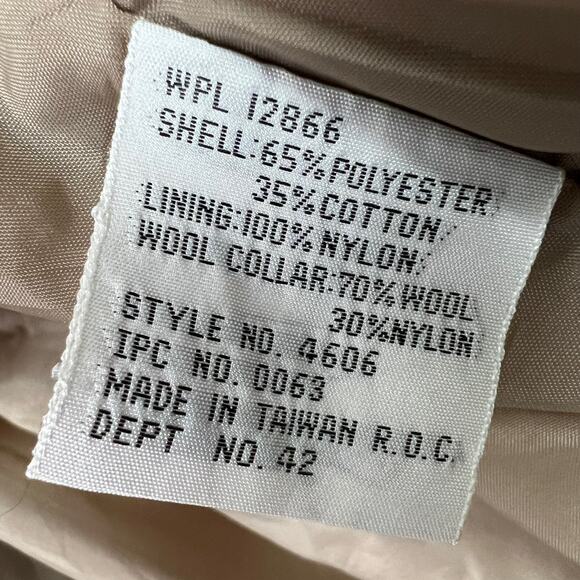 WPL 12866
SHELL:65%POLYESTER
35%COTTON
LINING:100%NYLON
WOOL COLLAR:70%WOOL
30%NYLON
STYLE NO. 4606
IPC NO. 0063
MADE IN TAIWAN R.O.C.
DEPT NO. 42